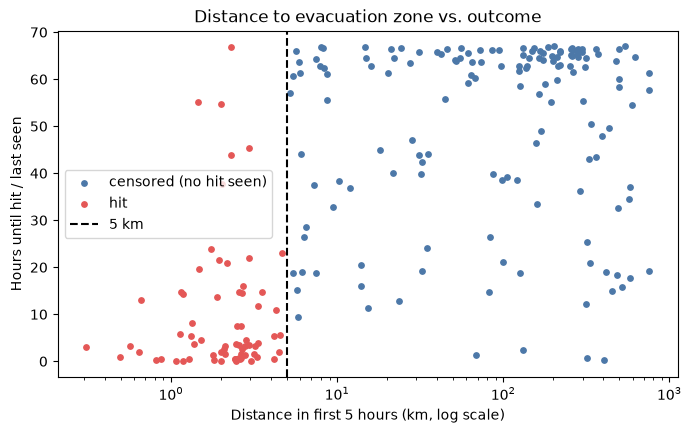 Distance to evacuation zone vs. outcome
Hours until hit / last seen
70
60
50
40
30
20
10
0
censored (no hit seen)
hit
5 km
10⁰
10¹
10²
10³
Distance in first 5 hours (km, log scale)